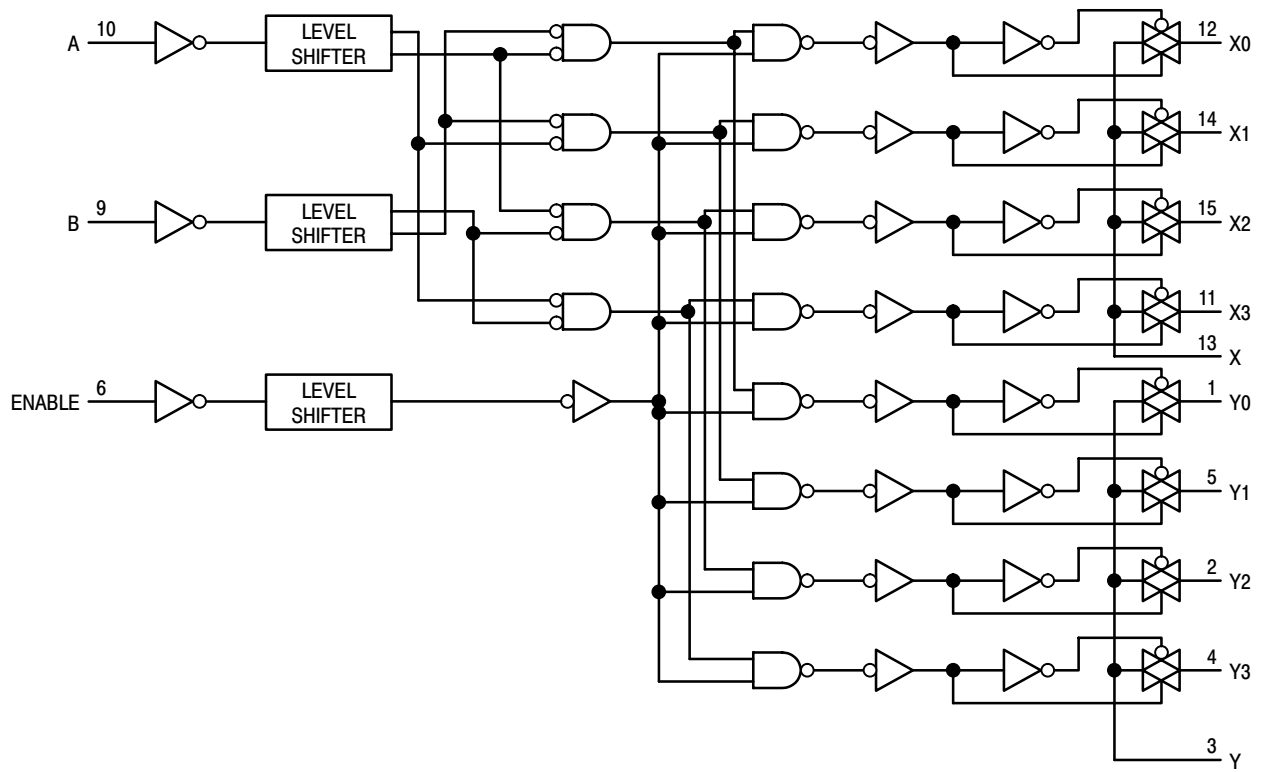 A 10 LEVEL SHIFTER 12 X0
14 X1
B 9 LEVEL SHIFTER 15 X2
11 X3
13 X
ENABLE 6 LEVEL SHIFTER 1 Y0
5 Y1
2 Y2
4 Y3
3 Y